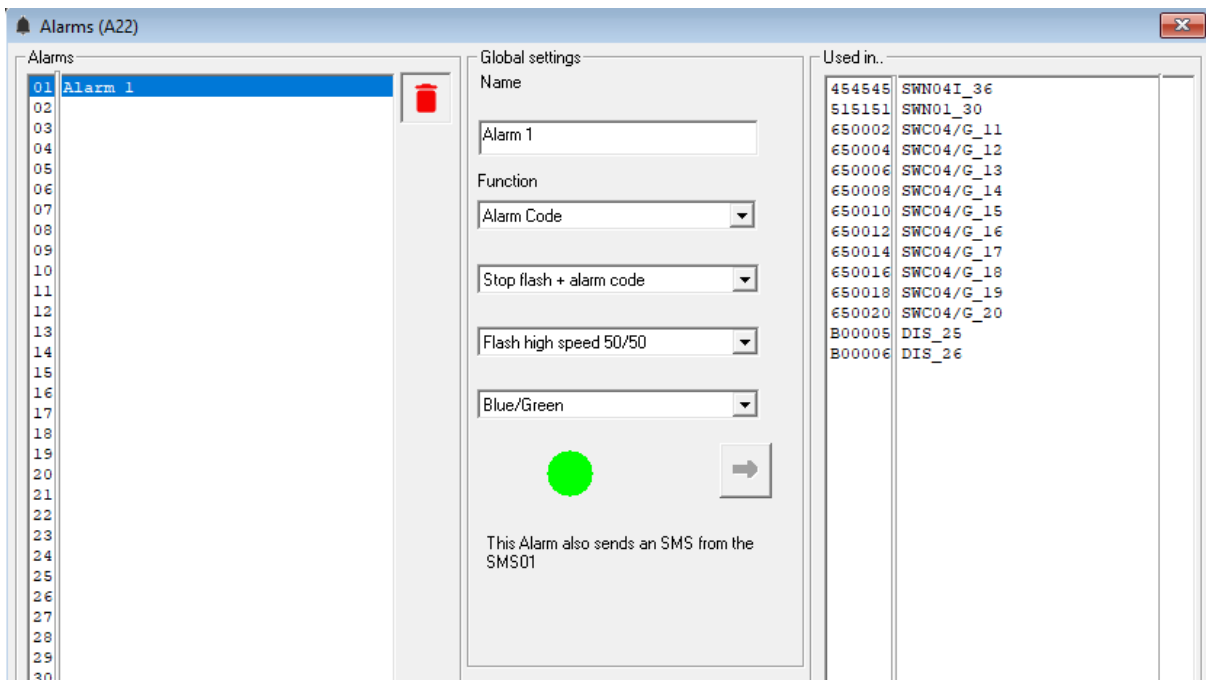 Alarms (A22)
Alarms
01 Alarm 1
02
03
04
05
06
07
08
09
10
11
12
13
14
15
16
17
18
19
20
21
22
23
24
25
26
27
28
29
30
Global settings
Name
Alarm 1
Function
Alarm Code
Stop flash + alarm code
Flash high speed 50/50
Blue/Green
This Alarm also sends an SMS from the
SMS01
Used in..
454545 SWN04I_36
515151 SWN01_30
650002 SWC04/G_11
650004 SWC04/G_12
650006 SWC04/G_13
650008 SWC04/G_14
650010 SWC04/G_15
650012 SWC04/G_16
650014 SWC04/G_17
650016 SWC04/G_18
650018 SWC04/G_19
650020 SWC04/G_20
B00005 DIS_25
B00006 DIS_26